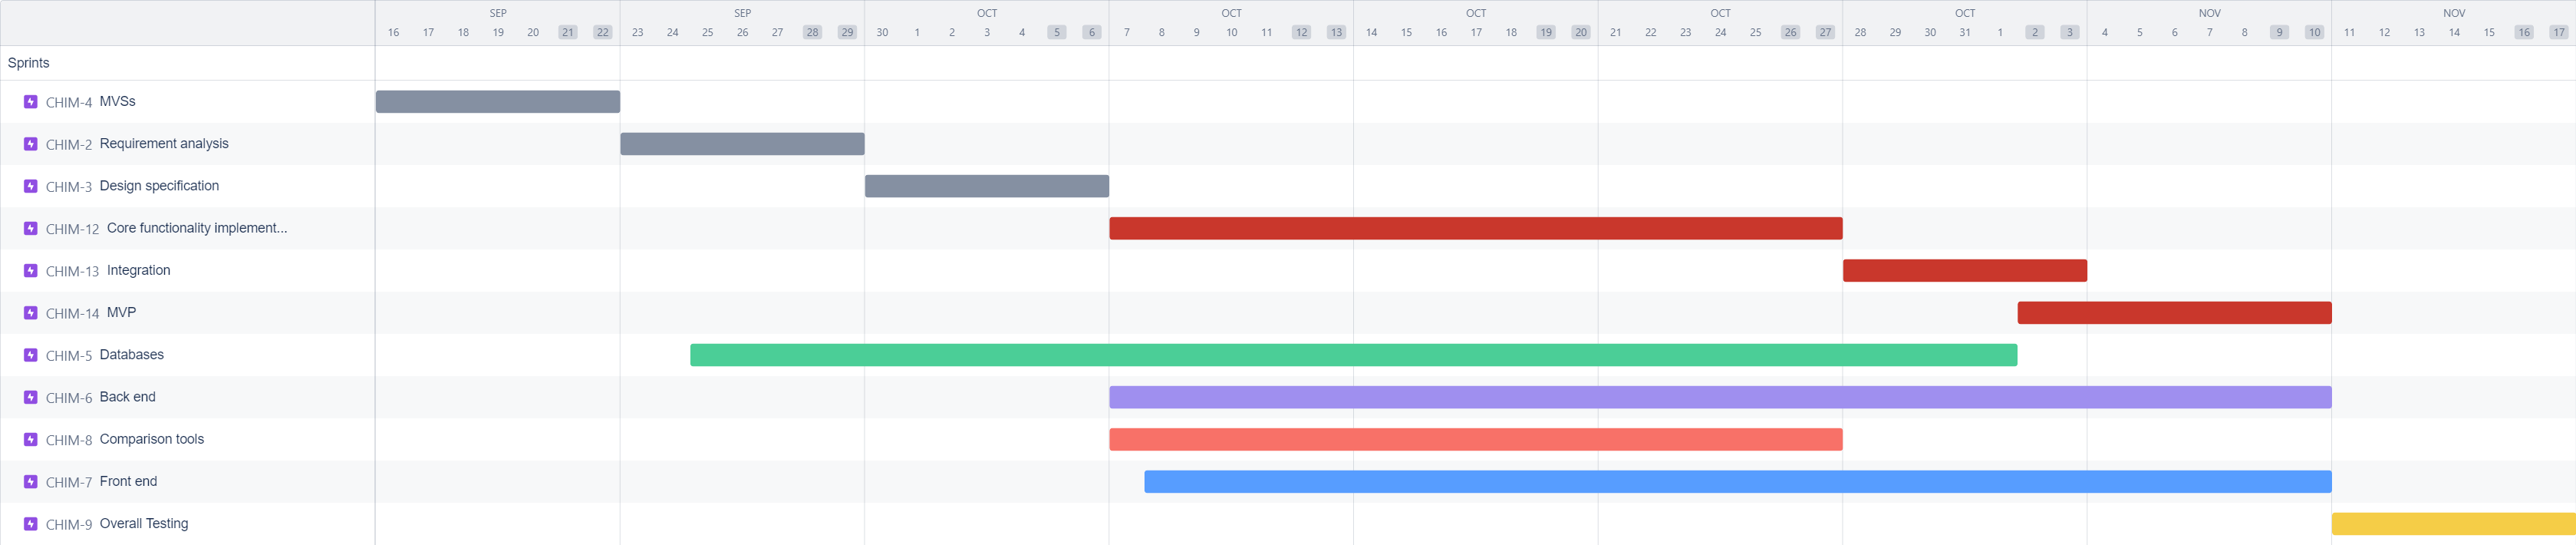 SEP SEP OCT OCT OCT OCT OCT NOV NOV
16 17 18 19 20 21 22 23 24 25 26 27 28 29 30 1 2 3 4 5 6 7 8 9 10 11 12 13 14 15 16 17 18 19 20 21 22 23 24 25 26 27 28 29 30 31 1 2 3 4 5 6 7 8 9 10 11 12 13 14 15 16 17
Sprints
CHIM-4 MVSs
CHIM-2 Requirement analysis
CHIM-3 Design specification
CHIM-12 Core functionality implement...
CHIM-13 Integration
CHIM-14 MVP
CHIM-5 Databases
CHIM-6 Back end
CHIM-8 Comparison tools
CHIM-7 Front end
CHIM-9 Overall Testing